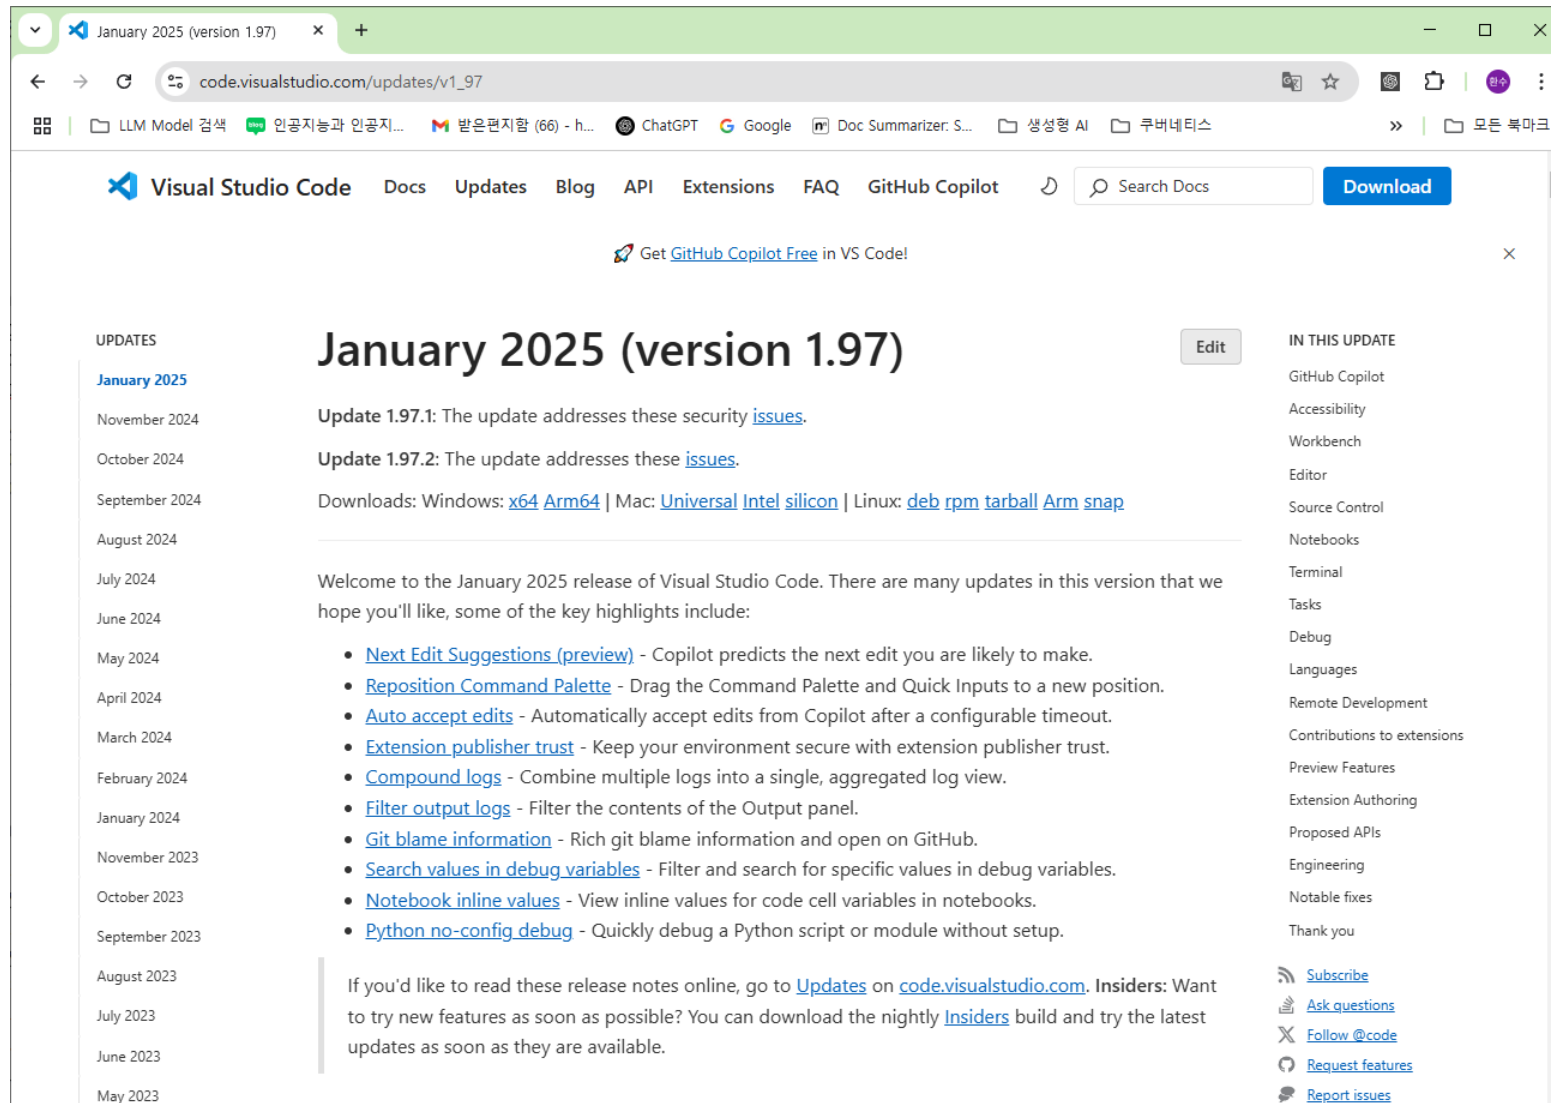 January 2025 (version 1.97)
code.visualstudio.com/updates/v1_97
환수
LLM Model 검색
인공지능과 인공지...
받은편지함 (66) - h...
ChatGPT
Google
Doc Summarizer: S...
생성형 AI
쿠버네티스
모든 북마크
Visual Studio Code
Docs
Updates
Blog
API
Extensions
FAQ
GitHub Copilot
Search Docs
Download
🚀 Get GitHub Copilot Free in VS Code!
UPDATES
January 2025
November 2024
October 2024
September 2024
August 2024
July 2024
June 2024
May 2024
April 2024
March 2024
February 2024
January 2024
November 2023
October 2023
September 2023
August 2023
July 2023
June 2023
May 2023
January 2025 (version 1.97)
Edit
Update 1.97.1: The update addresses these security issues.
Update 1.97.2: The update addresses these issues.
Downloads: Windows: x64 Arm64 | Mac: Universal Intel silicon | Linux: deb rpm tarball Arm snap
Welcome to the January 2025 release of Visual Studio Code. There are many updates in this version that we
hope you'll like, some of the key highlights include:
• Next Edit Suggestions (preview) - Copilot predicts the next edit you are likely to make.
• Reposition Command Palette - Drag the Command Palette and Quick Inputs to a new position.
• Auto accept edits - Automatically accept edits from Copilot after a configurable timeout.
• Extension publisher trust - Keep your environment secure with extension publisher trust.
• Compound logs - Combine multiple logs into a single, aggregated log view.
• Filter output logs - Filter the contents of the Output panel.
• Git blame information - Rich git blame information and open on GitHub.
• Search values in debug variables - Filter and search for specific values in debug variables.
• Notebook inline values - View inline values for code cell variables in notebooks.
• Python no-config debug - Quickly debug a Python script or module without setup.
If you'd like to read these release notes online, go to Updates on code.visualstudio.com. Insiders: Want
to try new features as soon as possible? You can download the nightly Insiders build and try the latest
updates as soon as they are available.
IN THIS UPDATE
GitHub Copilot
Accessibility
Workbench
Editor
Source Control
Notebooks
Terminal
Tasks
Debug
Languages
Remote Development
Contributions to extensions
Preview Features
Extension Authoring
Proposed APIs
Engineering
Notable fixes
Thank you
Subscribe
Ask questions
Follow @code
Request features
Report issues